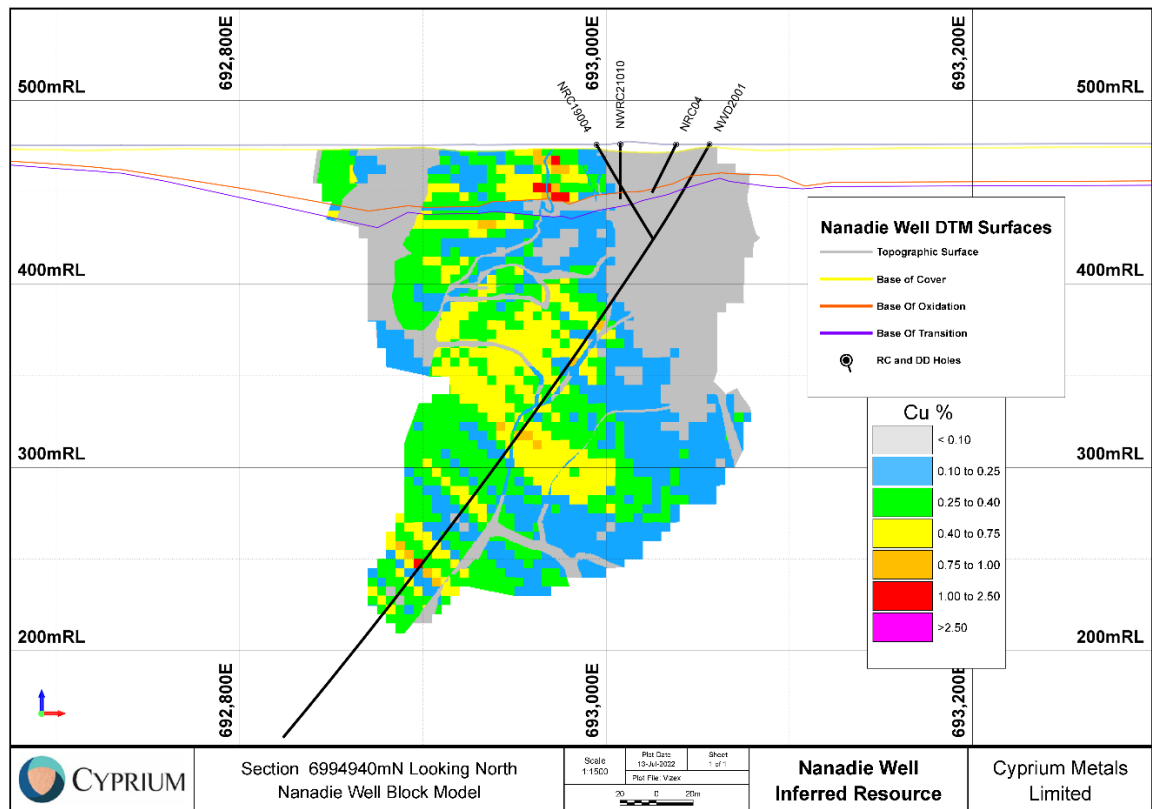 692,800E
693,000E
693,200E
500mRL
500mRL
NRC19004
NWRC21010
NRC04
NWD2001
Nanadie Well DTM Surfaces
Topographic Surface
Base of Cover
Base Of Oxidation
Base Of Transition
RC and DD Holes
400mRL
400mRL
Cu %
< 0.10
0.10 to 0.25
0.25 to 0.40
0.40 to 0.75
0.75 to 1.00
1.00 to 2.50
>2.50
300mRL
300mRL
200mRL
200mRL
692,800E
693,000E
693,200E
CYPRIUM
Section 6994940mN Looking North
Nanadie Well Block Model
Scale
1:1500
Plot Date
13-Jul-2022
Sheet
1 of 1
Plot File: Vizex
20 0 20m
Nanadie Well
Inferred Resource
Cyprium Metals
Limited